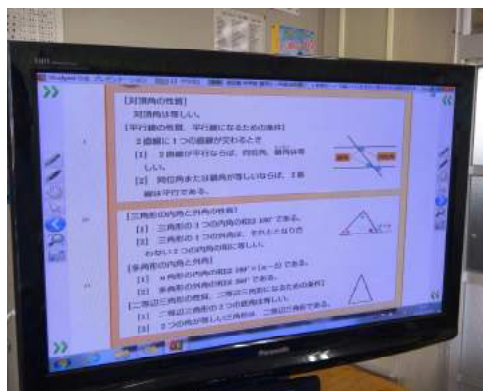 [対頂角の性質]
対頂角は等しい。
[平行線の性質，平行線になるための条件]
2直線に1つの直線が交わるとき
[1] 2直線が平行ならば，同位角，錯角は等
しい。
[2] 同位角または錯角が等しいならば，2直
線は平行である。
[三角形の内角と外角の性質]
[1] 三角形の3つの内角の和は180°である。
[2] 三角形の1つの外角は，それととなり合
わない2つの内角の和に等しい。
[多角形の内角と外角]
[1] n角形の内角の和は180°×(n−2)である。
[2] 多角形の外角の和は360°である。
[二等辺三角形の性質，二等辺三角形になるための条件]
[1] 二等辺三角形の2つの底角は等しい。
[2] 2つの角が等しい三角形は，二等辺三角形である。
Panasonic